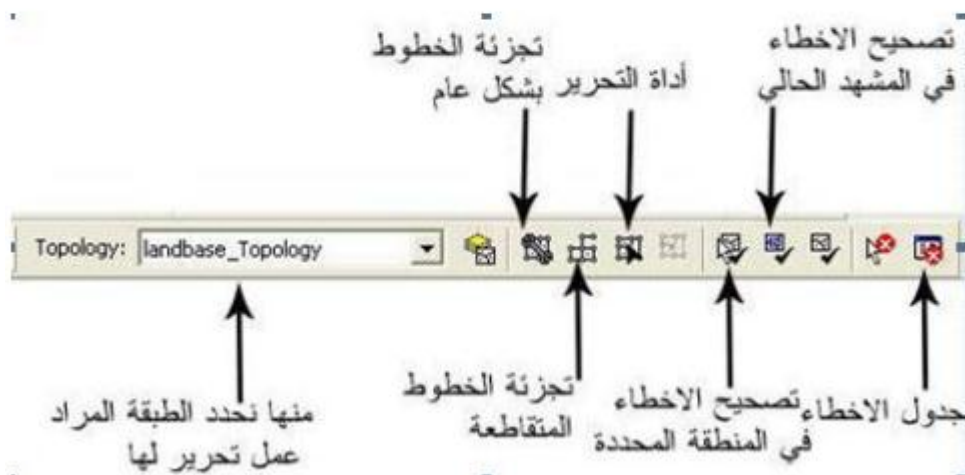 تصحيح الاخطاء
في المشهد الحالي
أداة التحرير
تجزئة الخطوط
بشكل عام
Topology: landbase_Topology
جدول الاخطاء
تصحيح الاخطاء
في المنطقة المحددة
تجزئة الخطوط
المتقاطعة
منها نحدد الطبقة المراد
عمل تحرير لها